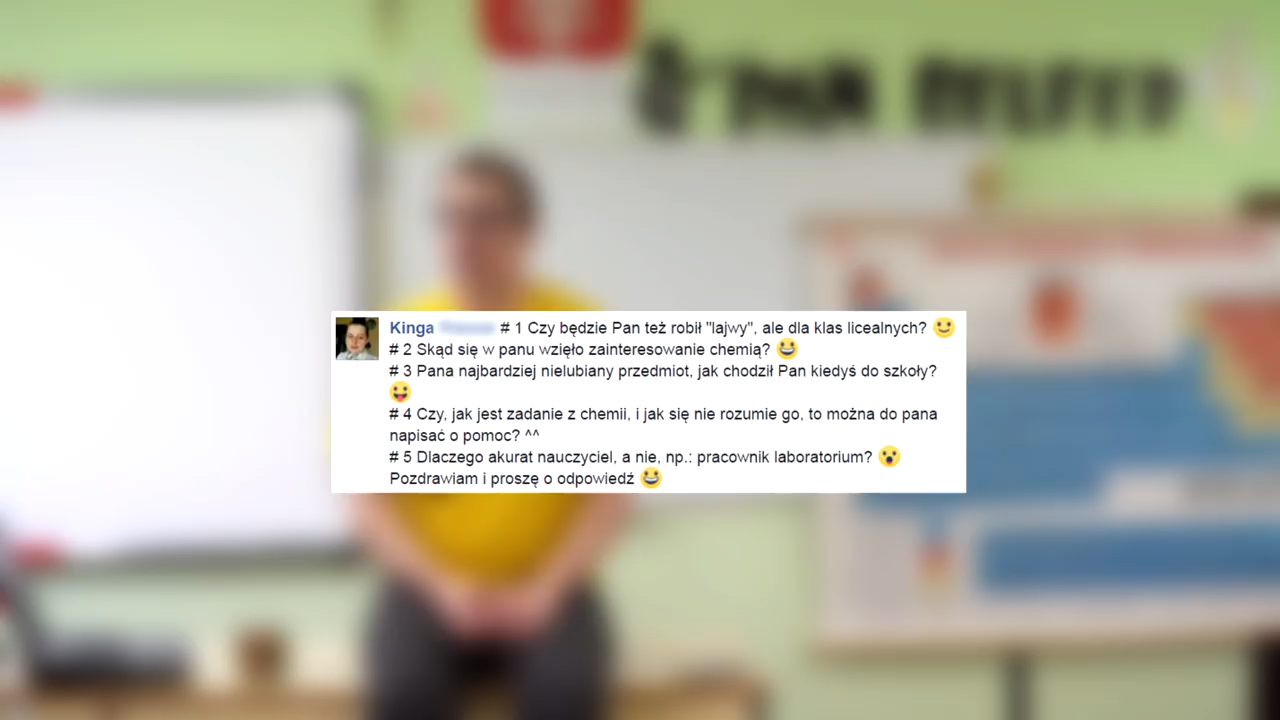 Kinga # 1 Czy będzie Pan też robił "lajwy", ale dla klas licealnych?
# 2 Skąd się w panu wzięło zainteresowanie chemią?
# 3 Pana najbardziej nielubiany przedmiot, jak chodził Pan kiedyś do szkoły?
# 4 Czy, jak jest zadanie z chemii, i jak się nie rozumie go, to można do pana
napisać o pomoc? ^^
# 5 Dlaczego akurat nauczyciel, a nie, np.: pracownik laboratorium?
Pozdrawiam i proszę o odpowiedź